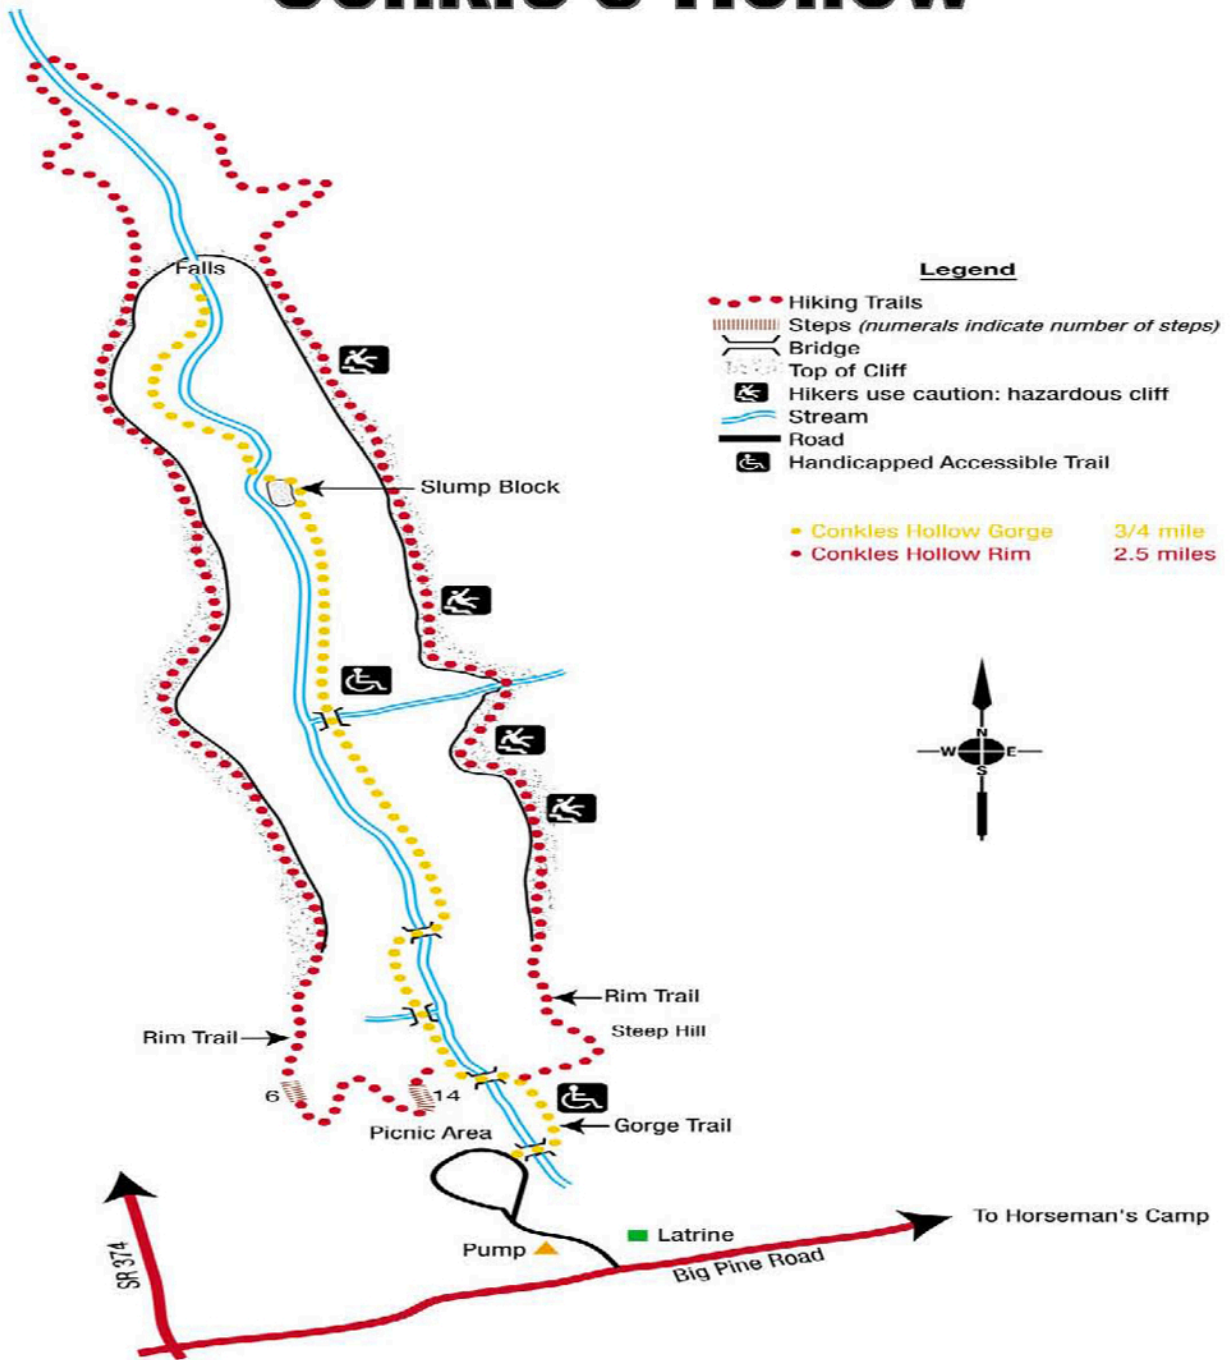 Conkle's Hollow
Falls
Legend
Hiking Trails
Steps (numerals indicate number of steps)
Bridge
Top of Cliff
Hikers use caution: hazardous cliff
Stream
Road
Handicapped Accessible Trail
Slump Block
• Conkles Hollow Gorge 3/4 mile
• Conkles Hollow Rim 2.5 miles
N
W E
S
Rim Trail
Steep Hill
Rim Trail
6
14
Gorge Trail
Picnic Area
To Horseman's Camp
Latrine
Pump
Big Pine Road
SR 374